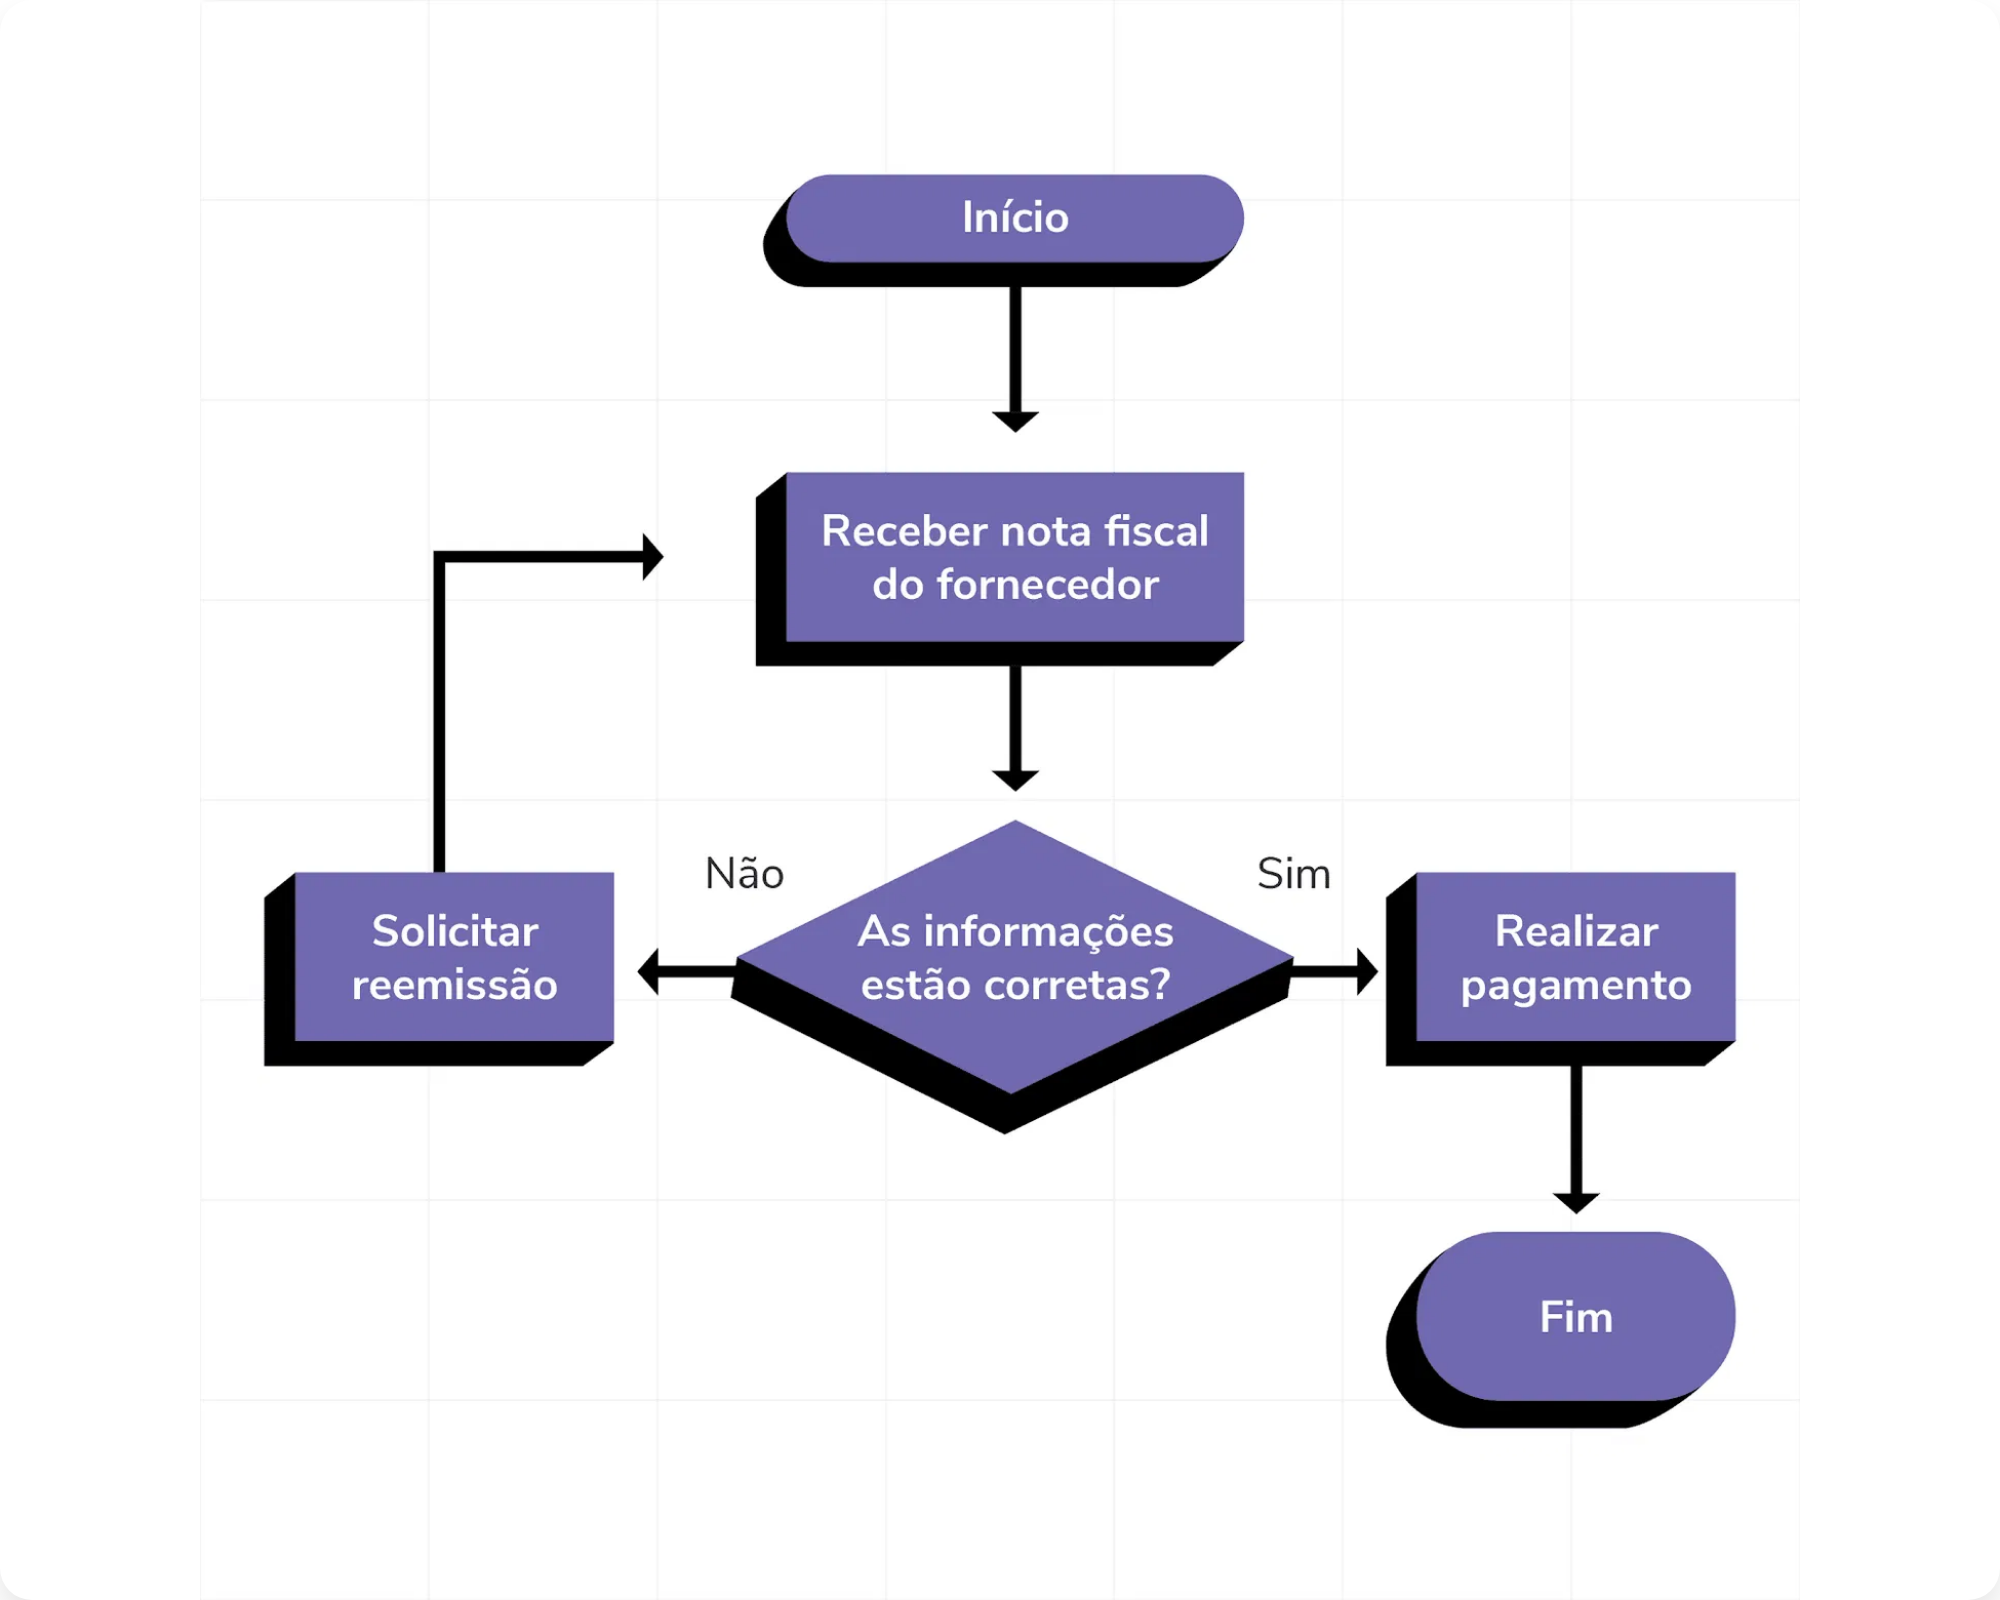 Início
Receber nota fiscal
do fornecedor
Não
Sim
Solicitar
reemissão
As informações
estão corretas?
Realizar
pagamento
Fim